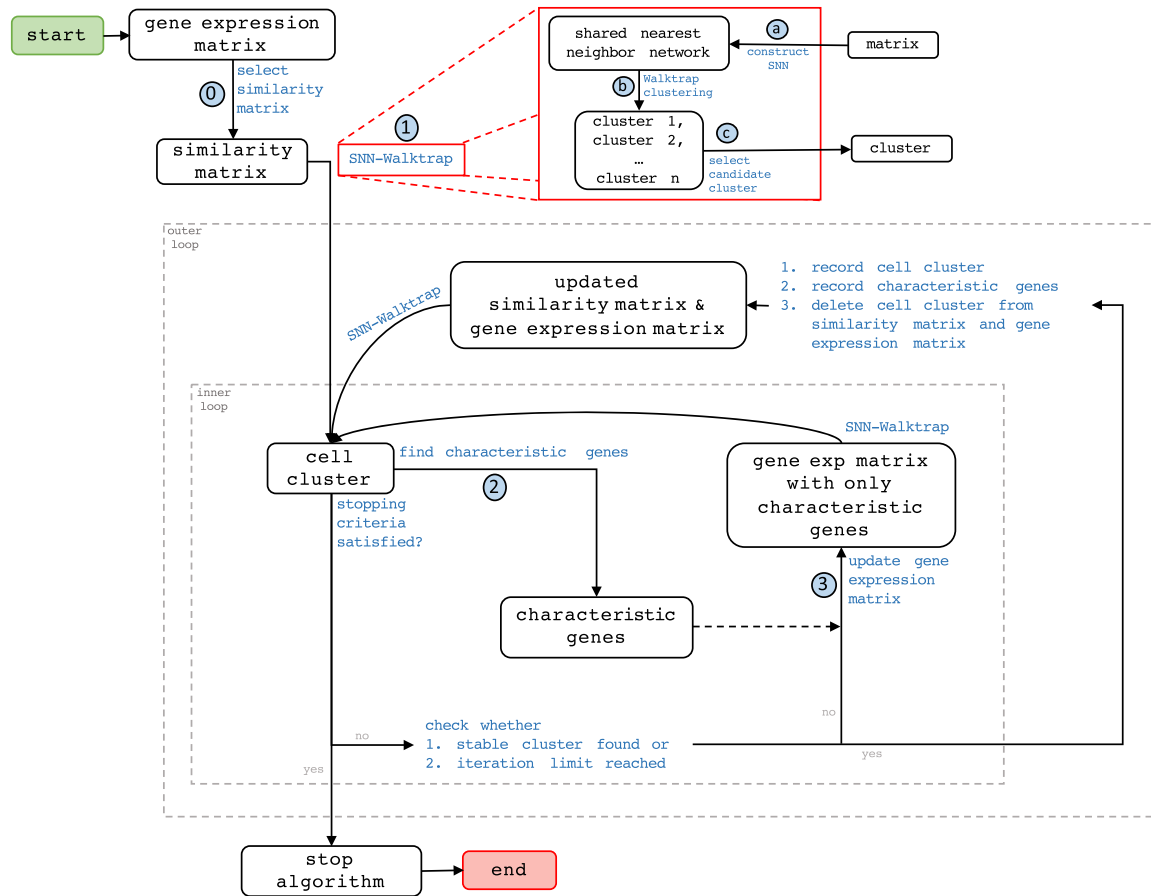 start
gene expression
matrix
0
select
similarity
matrix
similarity
matrix
1
SNN-Walktrap
shared nearest
neighbor network
a
construct
SNN
matrix
b
Walktrap
clustering
cluster 1,
cluster 2,
…
cluster n
c
select
candidate
cluster
cluster
outer
loop
SNN-Walktrap
updated
similarity matrix &
gene expression matrix
1. record cell cluster
2. record characteristic genes
3. delete cell cluster from
similarity matrix and gene
expression matrix
inner
loop
cell
cluster
find characteristic genes
2
stopping
criteria
satisfied?
SNN-Walktrap
gene exp matrix
with only
characteristic
genes
3
update gene
expression
matrix
characteristic
genes
no
no
check whether
1. stable cluster found or
2. iteration limit reached
yes
yes
stop
algorithm
end